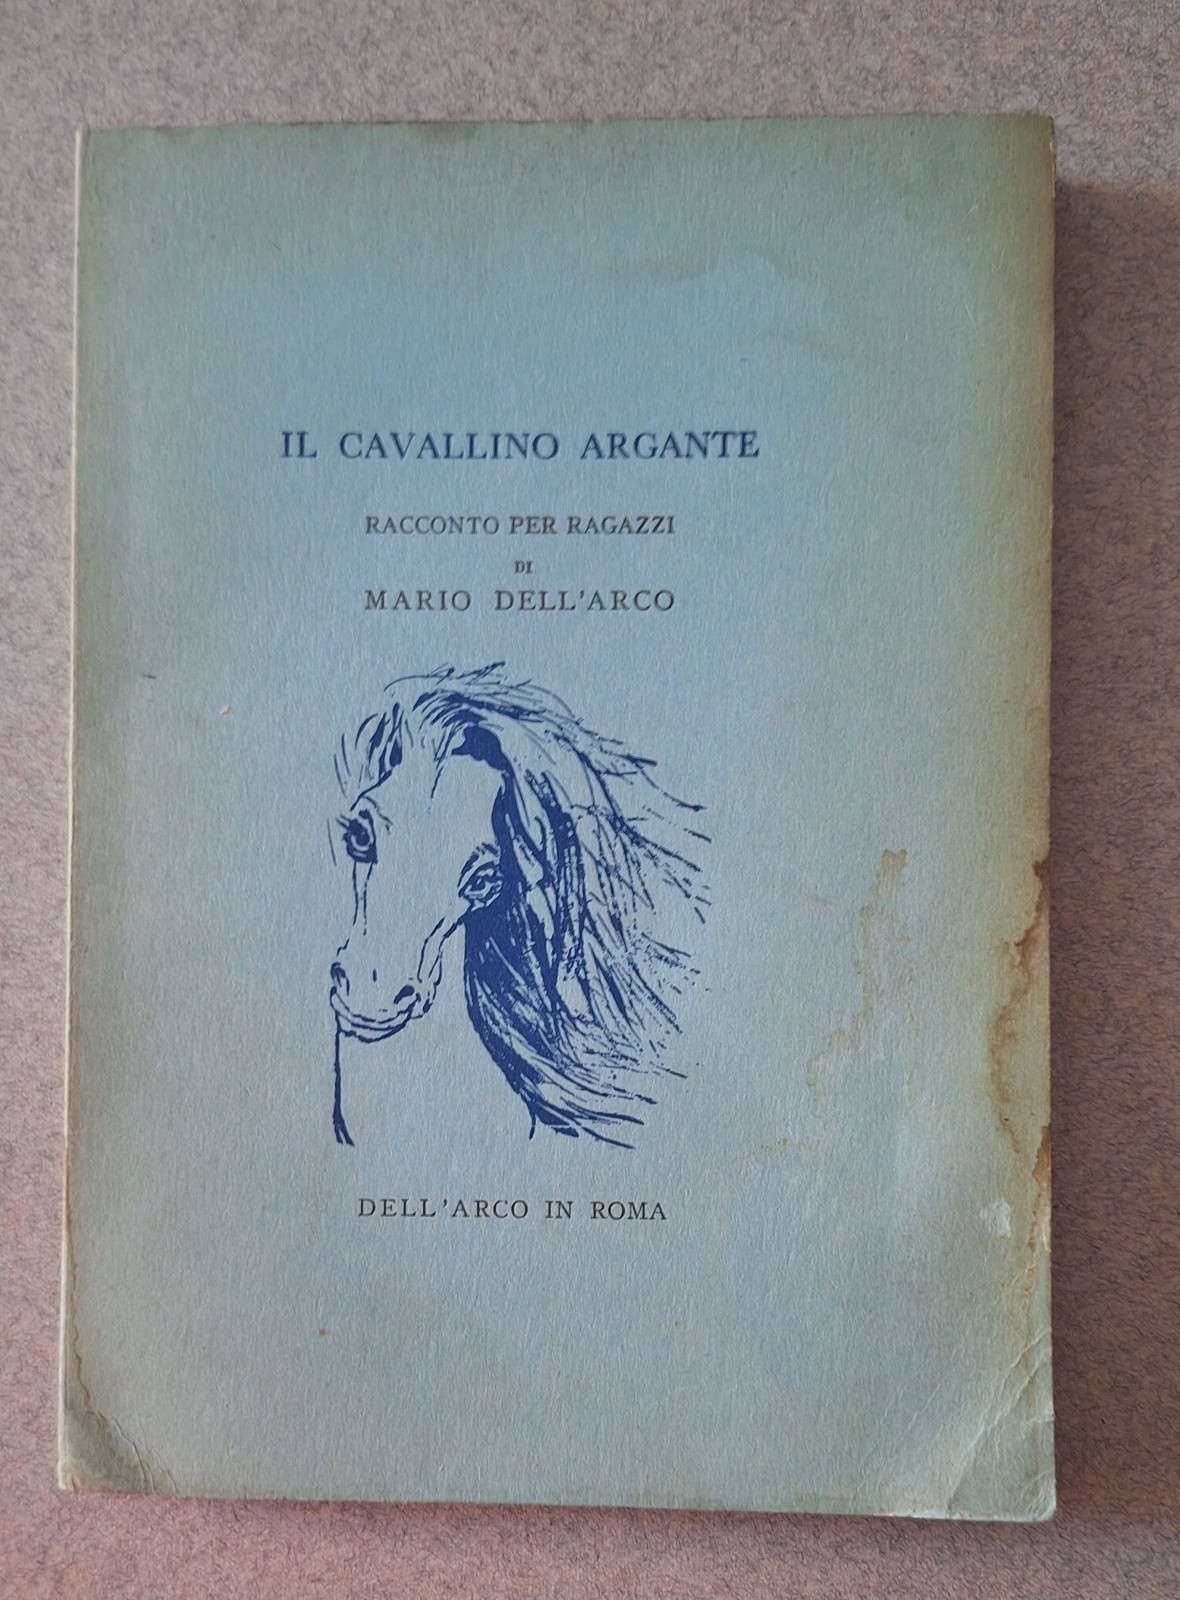 IL CAVALLINO ARGANTE
RACCONTO PER RAGAZZI
DI
MARIO DELL'ARCO
DELL'ARCO IN ROMA